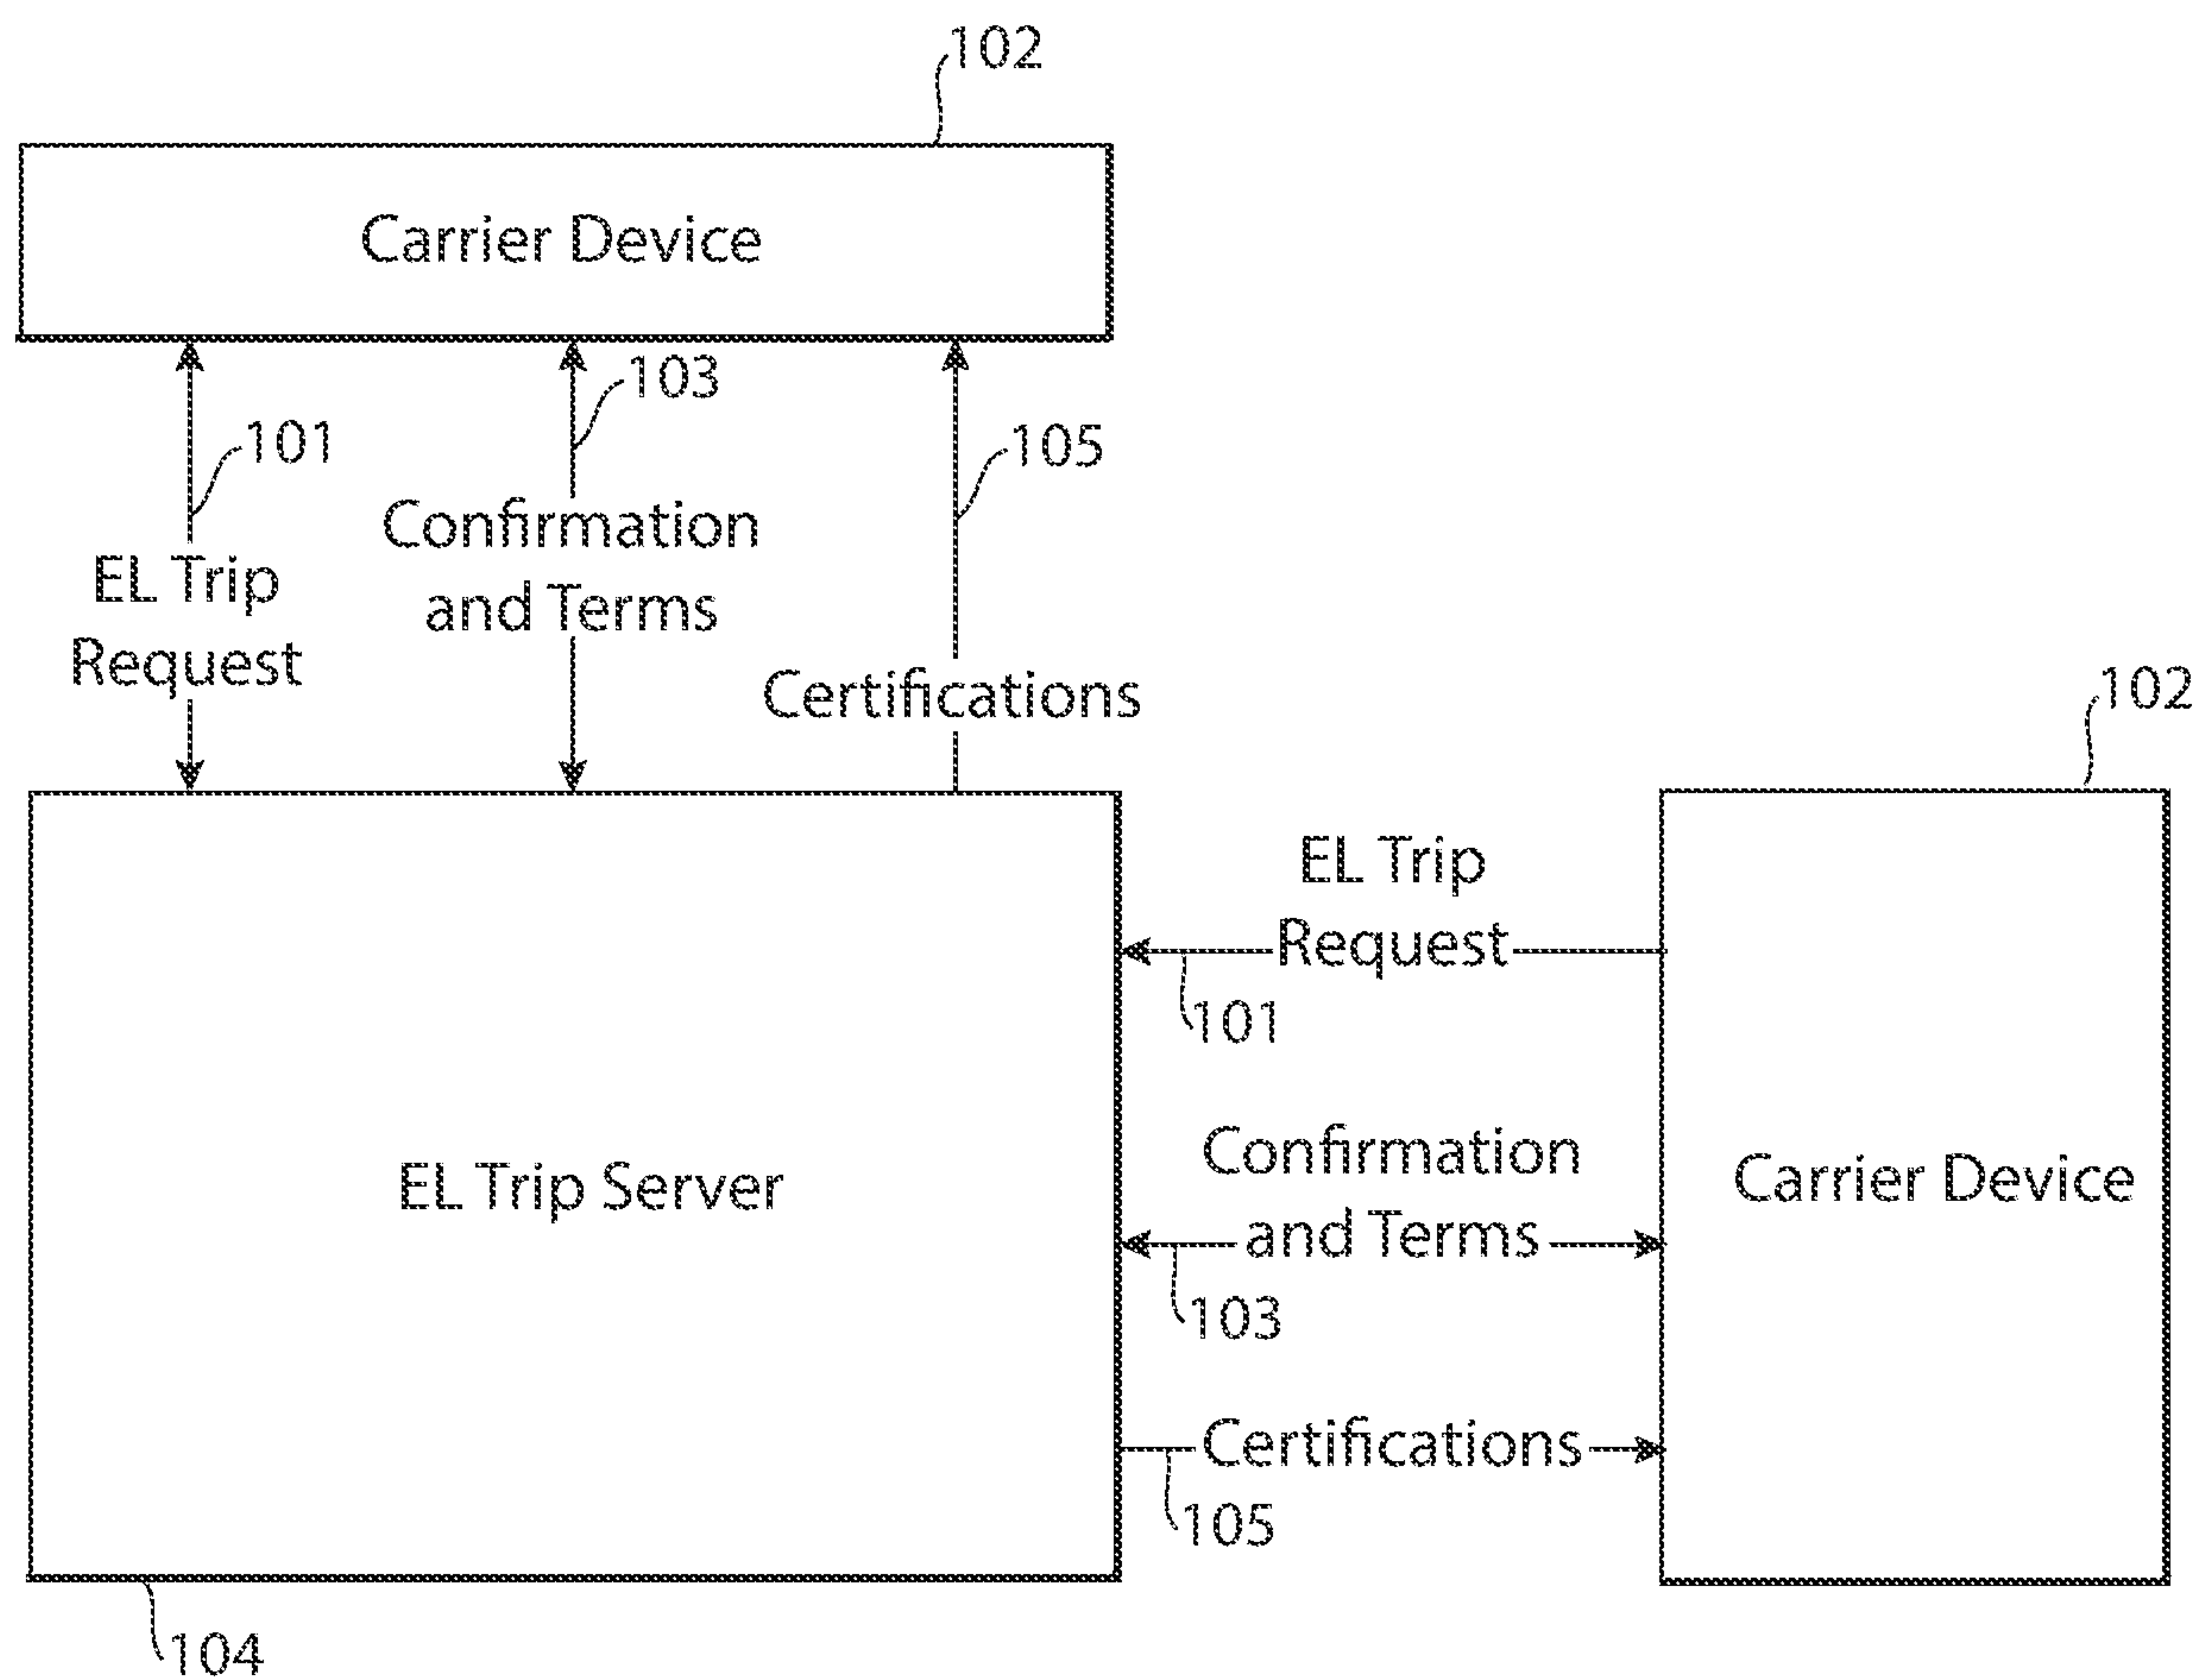 102
Carrier Device
103
101
105
Confirmation
and Terms
EL Trip
Request
Certifications
102
EL Trip
Request
101
Confirmation
and Terms
103
Certifications
105
EL Trip Server
Carrier Device
104